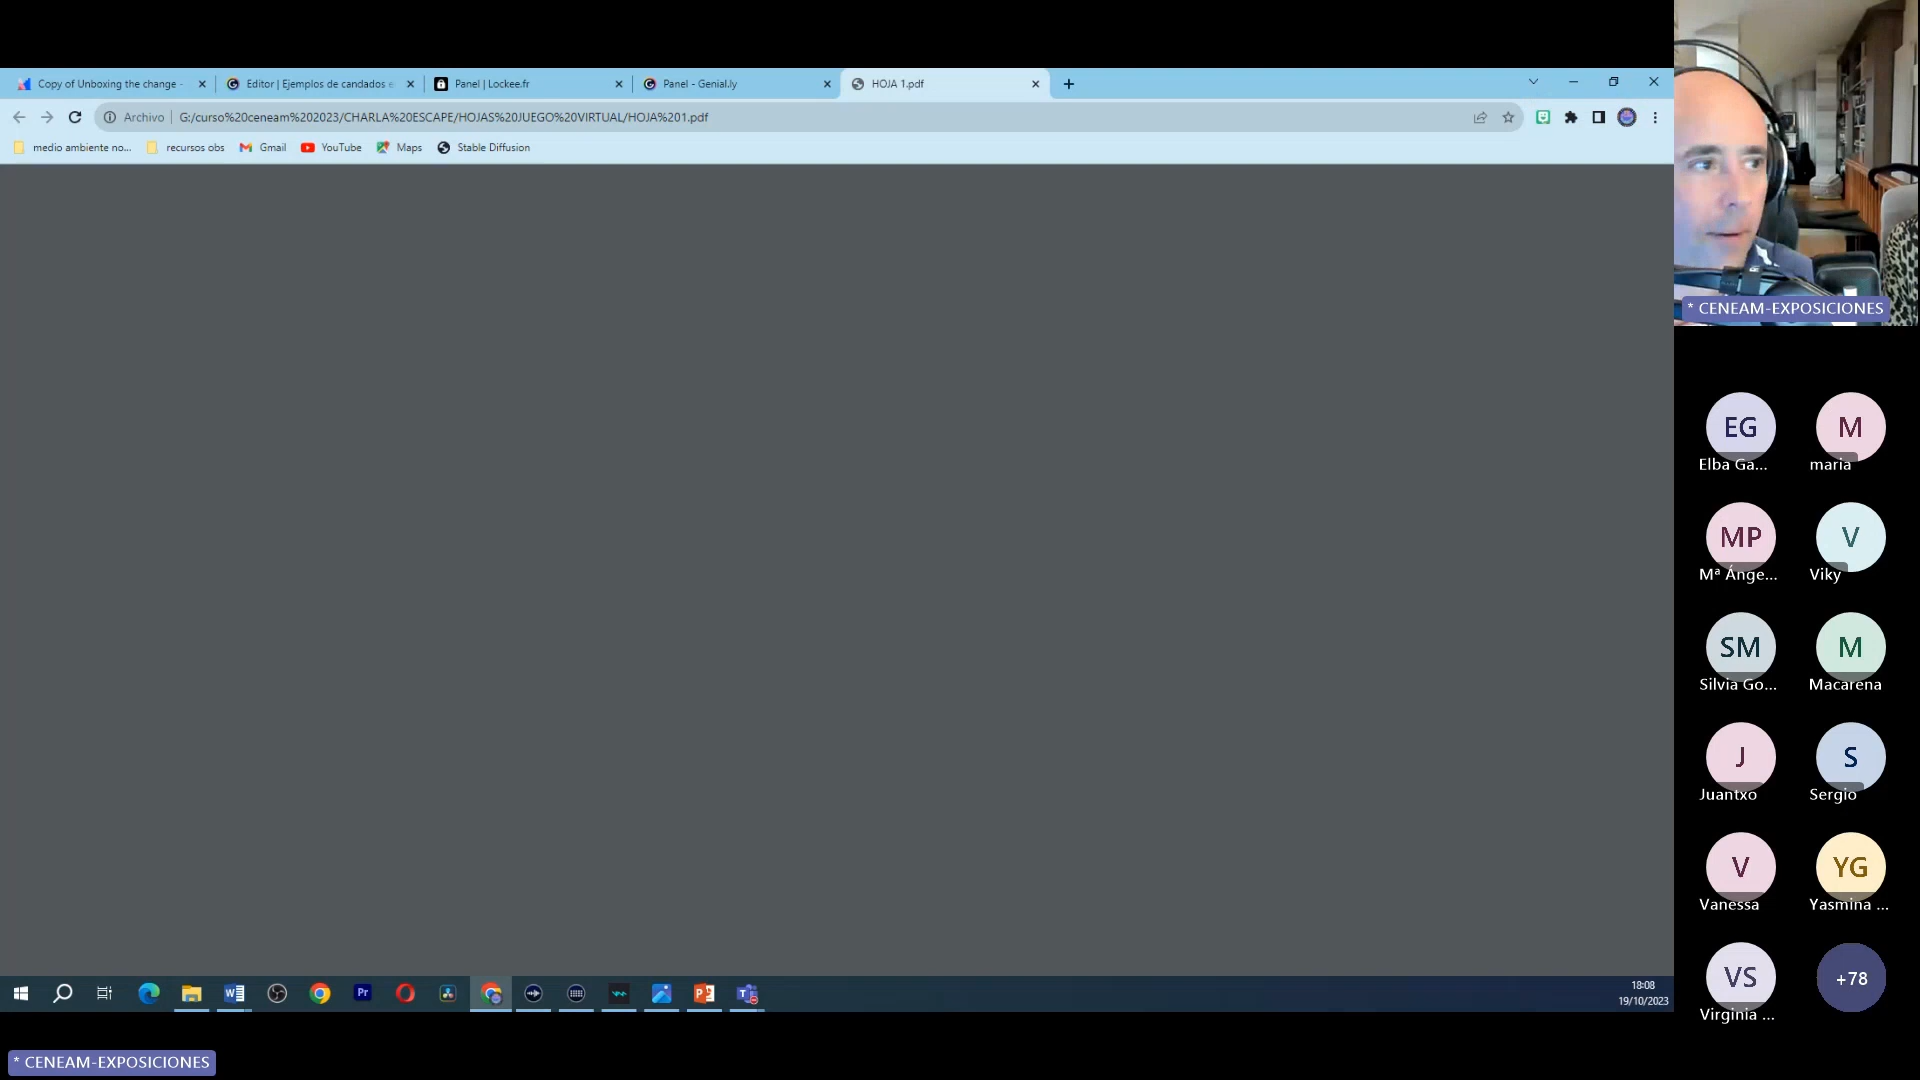 Copy of Unboxing the change -
Editor | Ejemplos de candados e
Panel | Lockee.fr
Panel - Genial.ly
HOJA 1.pdf
Archivo
G:/curso%20ceneam%202023/CHARLA%20ESCAPE/HOJAS%20JUEGO%20VIRTUAL/HOJA%201.pdf
medio ambiente no...
recursos obs
Gmail
YouTube
Maps
Stable Diffusion
* CENEAM-EXPOSICIONES
EG
Elba Ga...
M
maria
MP
Mª Ánge...
V
Viky
SM
Silvia Go...
M
Macarena
J
Juantxo
S
Sergio
V
Vanessa
YG
Yasmina ...
VS
Virginia ...
+78
Pr
18:08
19/10/2023
* CENEAM-EXPOSICIONES